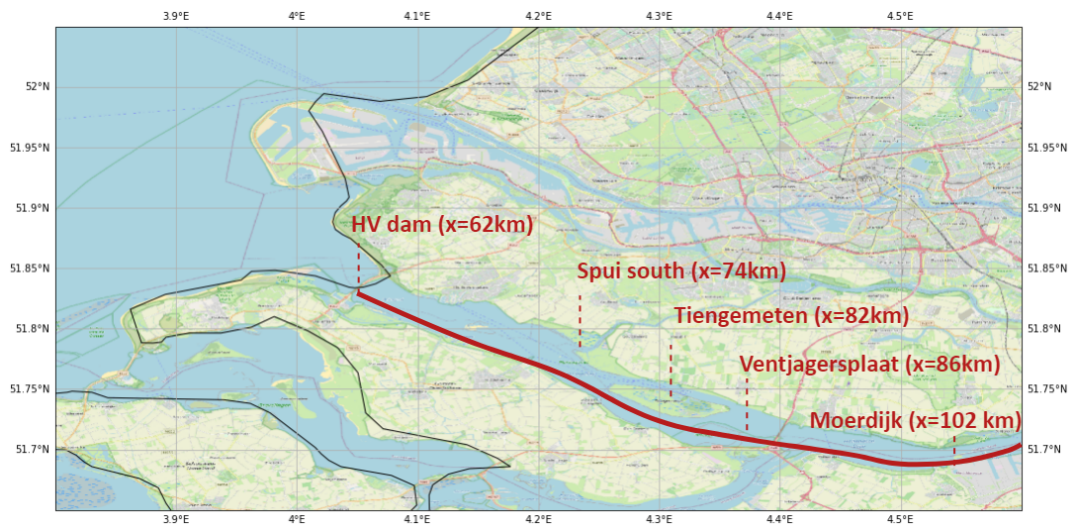 3.9°E 4°E 4.1°E 4.2°E 4.3°E 4.4°E 4.5°E
52°N 52°N
51.95°N 51.95°N
51.9°N 51.9°N
HV dam (x=62km)
51.85°N 51.85°N
Spui south (x=74km)
Tiengemeten (x=82km)
51.8°N 51.8°N
Ventjagersplaat (x=86km)
51.75°N 51.75°N
Moerdijk (x=102 km)
51.7°N 51.7°N
3.9°E 4°E 4.1°E 4.2°E 4.3°E 4.4°E 4.5°E